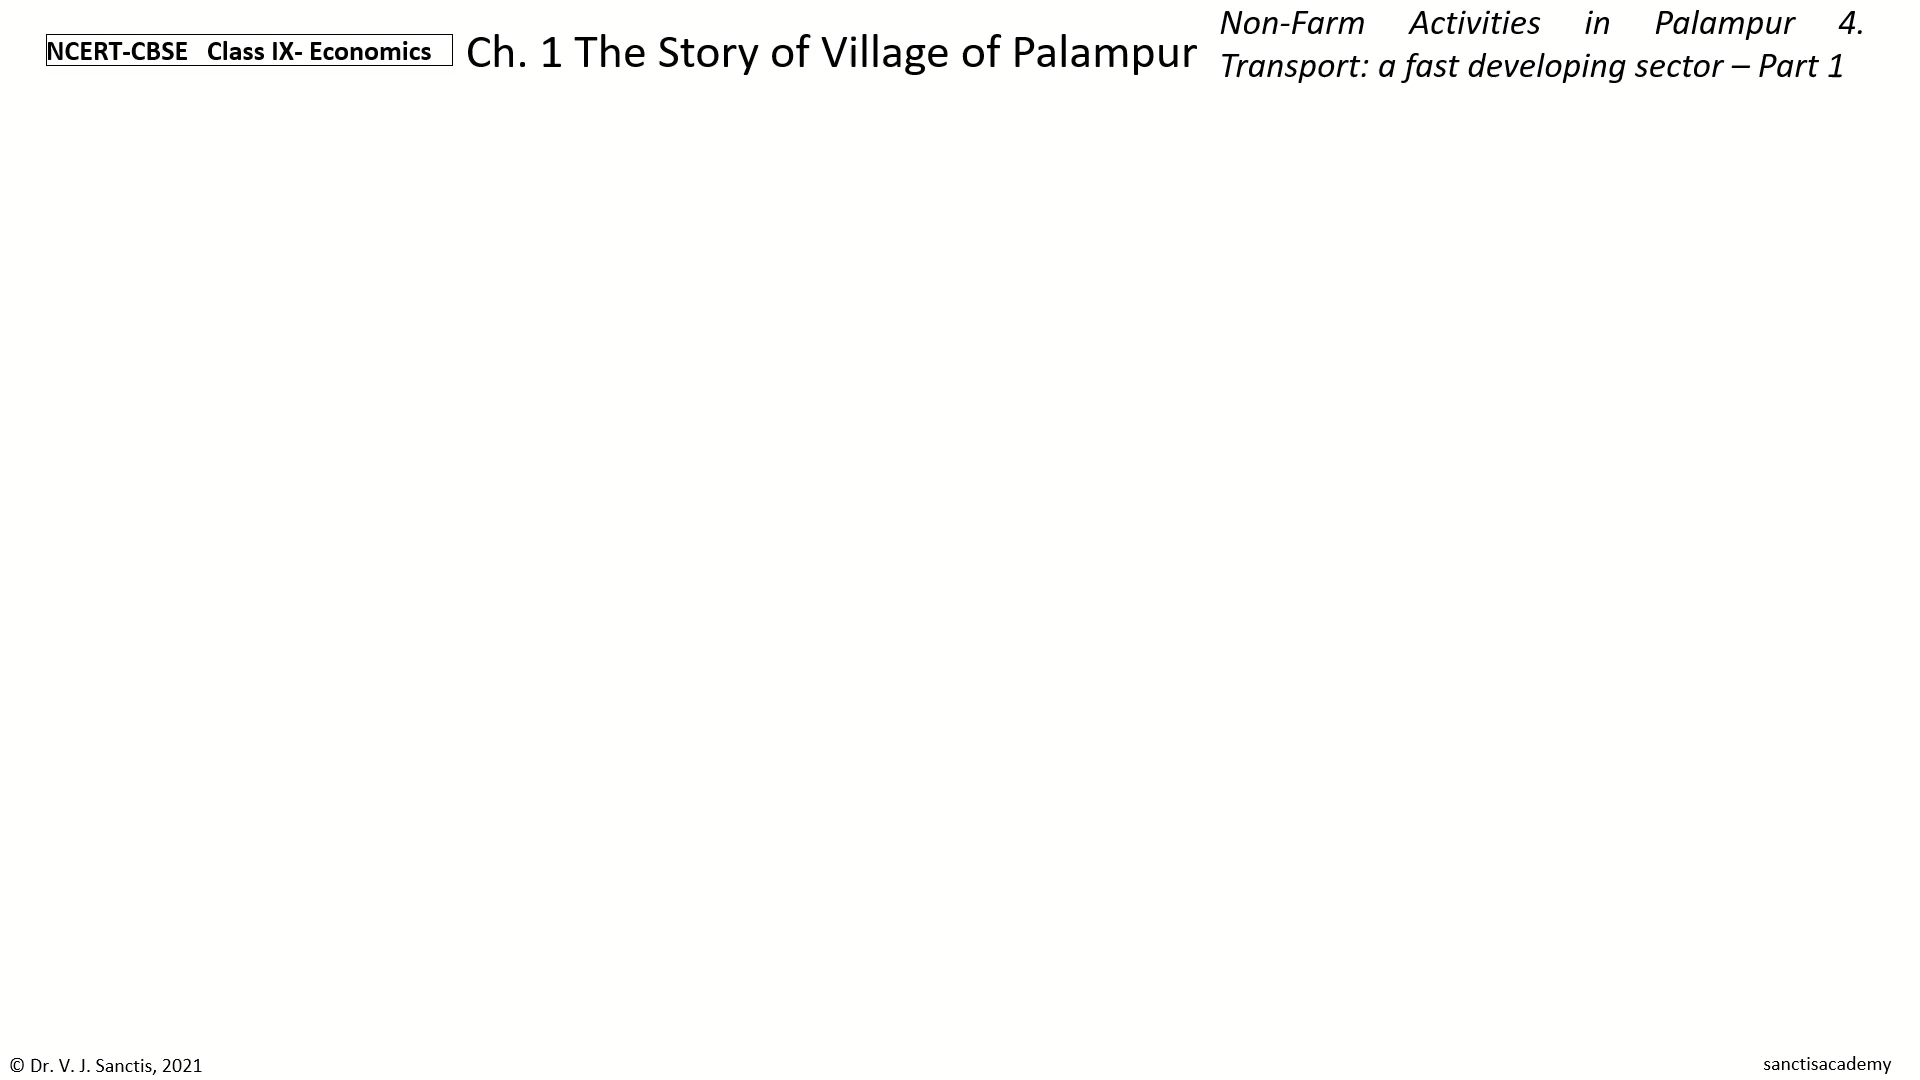 NCERT-CBSE Class IX- Economics
Ch. 1 The Story of Village of Palampur
Non-Farm Activities in Palampur 4.
Transport: a fast developing sector – Part 1
© Dr. V. J. Sanctis, 2021
sanctisacademy